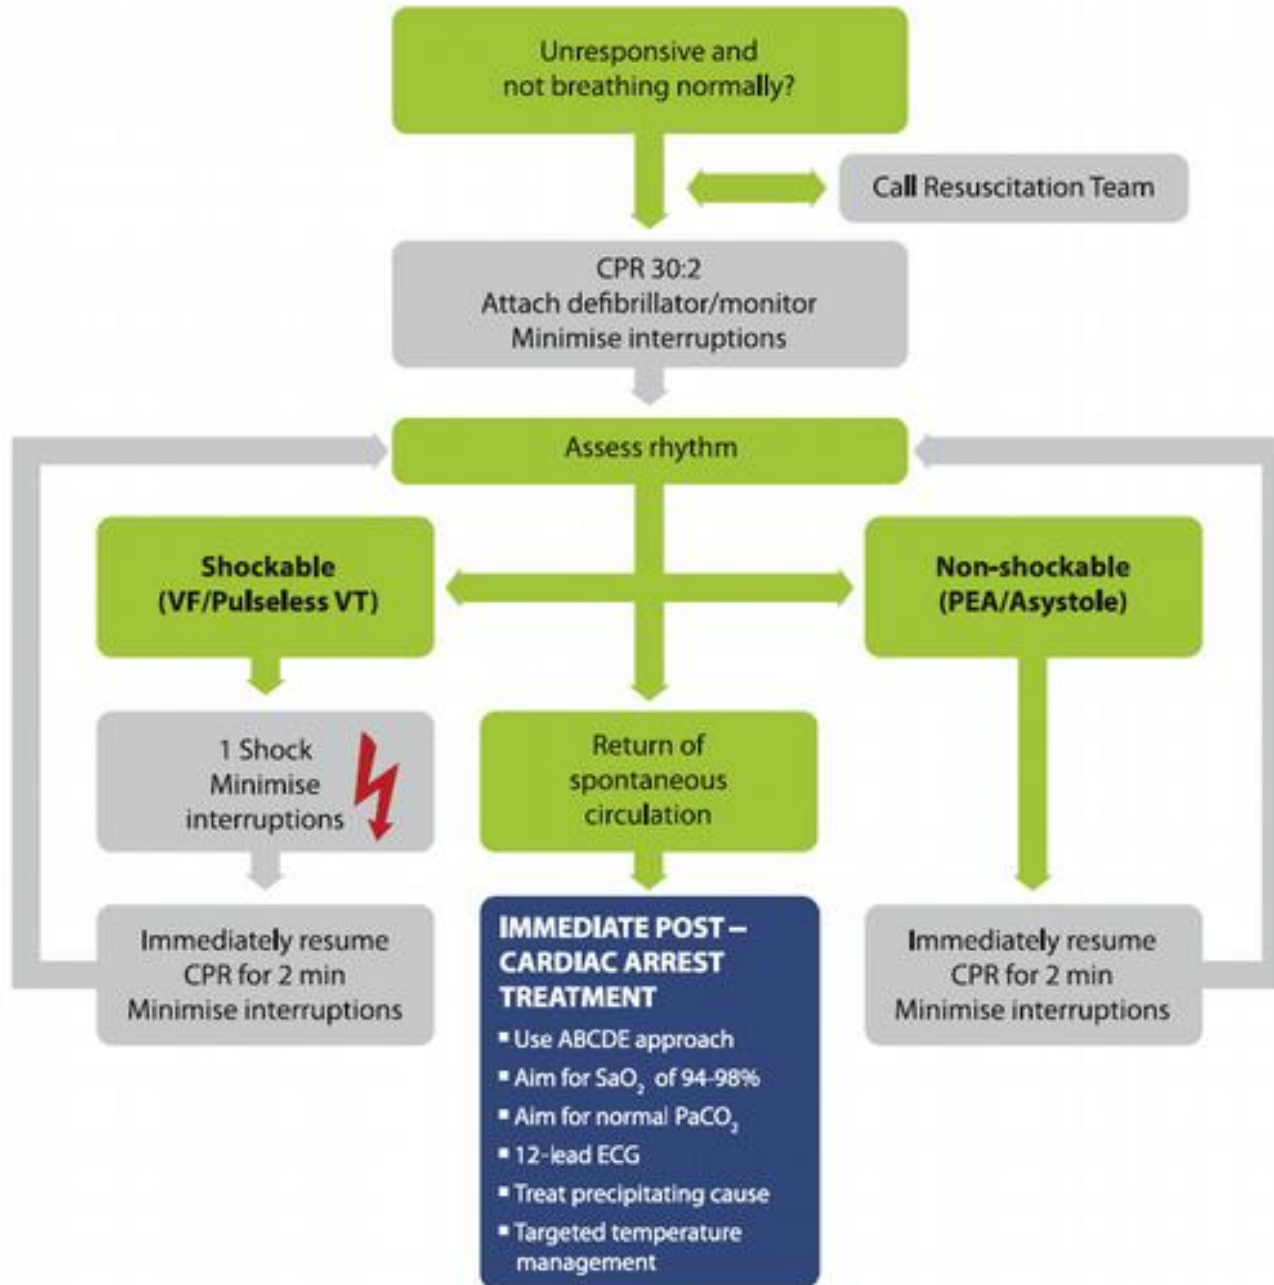 Unresponsive and
not breathing normally?
Call Resuscitation Team
CPR 30:2
Attach defibrillator/monitor
Minimise interruptions
Assess rhythm
Shockable
(VF/Pulseless VT)
Non-shockable
(PEA/Asystole)
1 Shock
Minimise
interruptions
Return of
spontaneous
circulation
Immediately resume
CPR for 2 min
Minimise interruptions
IMMEDIATE POST –
CARDIAC ARREST
TREATMENT
▪ Use ABCDE approach
▪ Aim for SaO₂ of 94-98%
▪ Aim for normal PaCO₂
▪ 12-lead ECG
▪ Treat precipitating cause
▪ Targeted temperature
management
Immediately resume
CPR for 2 min
Minimise interruptions